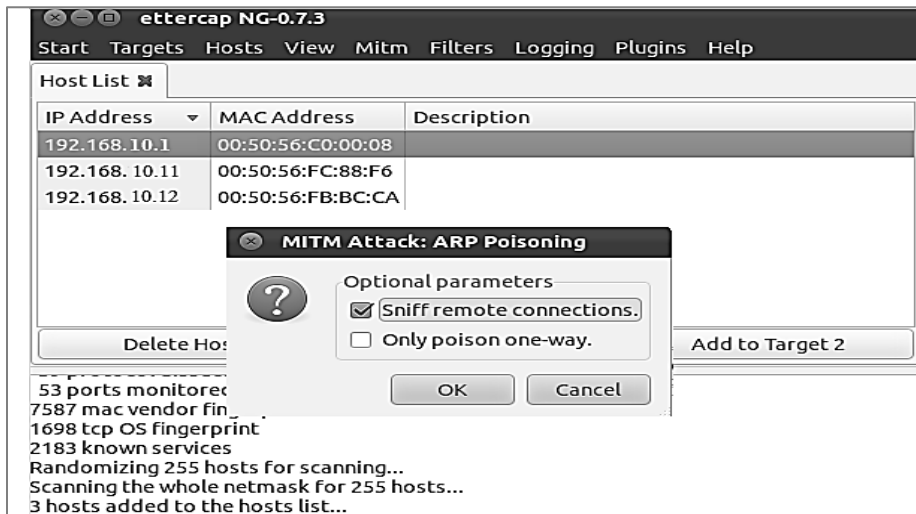 ettercap NG-0.7.3
Start Targets Hosts View Mitm Filters Logging Plugins Help
Host List
IP Address MAC Address Description
192.168.10.1 00:50:56:C0:00:08
192.168. 10.11 00:50:56:FC:88:F6
192.168. 10.12 00:50:56:FB:BC:CA
MITM Attack: ARP Poisoning
?
Optional parameters
Sniff remote connections.
Only poison one-way.
OK Cancel
Delete Hos Add to Target 2
53 ports monitored
7587 mac vendor fing
1698 tcp OS fingerprint
2183 known services
Randomizing 255 hosts for scanning...
Scanning the whole netmask for 255 hosts...
3 hosts added to the hosts list...